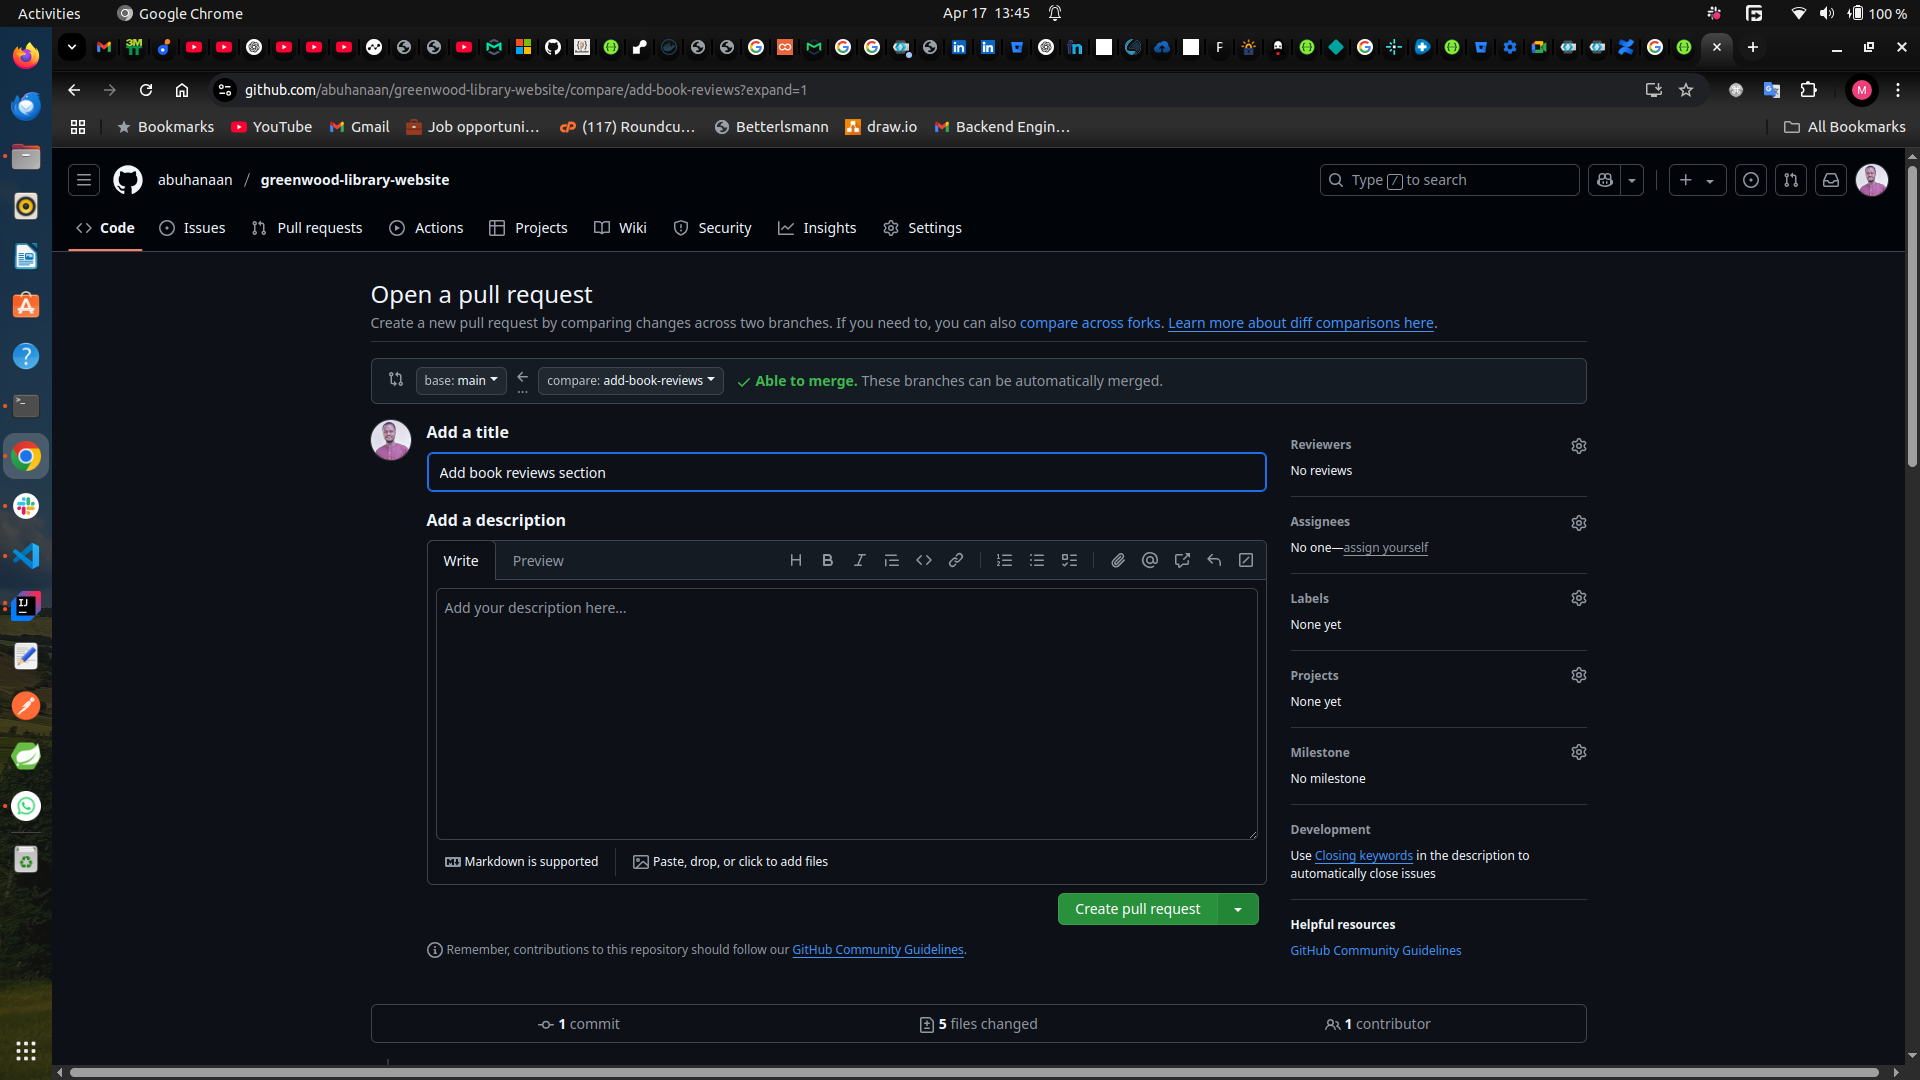 Activities
Google Chrome
Apr 17 13:45
100 %
github.com/abuhanaan/greenwood-library-website/compare/add-book-reviews?expand=1
M
Bookmarks
YouTube
Gmail
Job opportuni…
(117) Roundcu…
Betterlsmann
draw.io
Backend Engin…
All Bookmarks
abuhanaan / greenwood-library-website
Type / to search
Code
Issues
Pull requests
Actions
Projects
Wiki
Security
Insights
Settings
Open a pull request
Create a new pull request by comparing changes across two branches. If you need to, you can also compare across forks. Learn more about diff comparisons here.
base: main
...
compare: add-book-reviews
Able to merge. These branches can be automatically merged.
Add a title
Add book reviews section
Add a description
Write
Preview
Add your description here...
Markdown is supported
Paste, drop, or click to add files
Create pull request
Remember, contributions to this repository should follow our GitHub Community Guidelines.
Reviewers
No reviews
Assignees
No one—assign yourself
Labels
None yet
Projects
None yet
Milestone
No milestone
Development
Use Closing keywords in the description to
automatically close issues
Helpful resources
GitHub Community Guidelines
1 commit
5 files changed
1 contributor